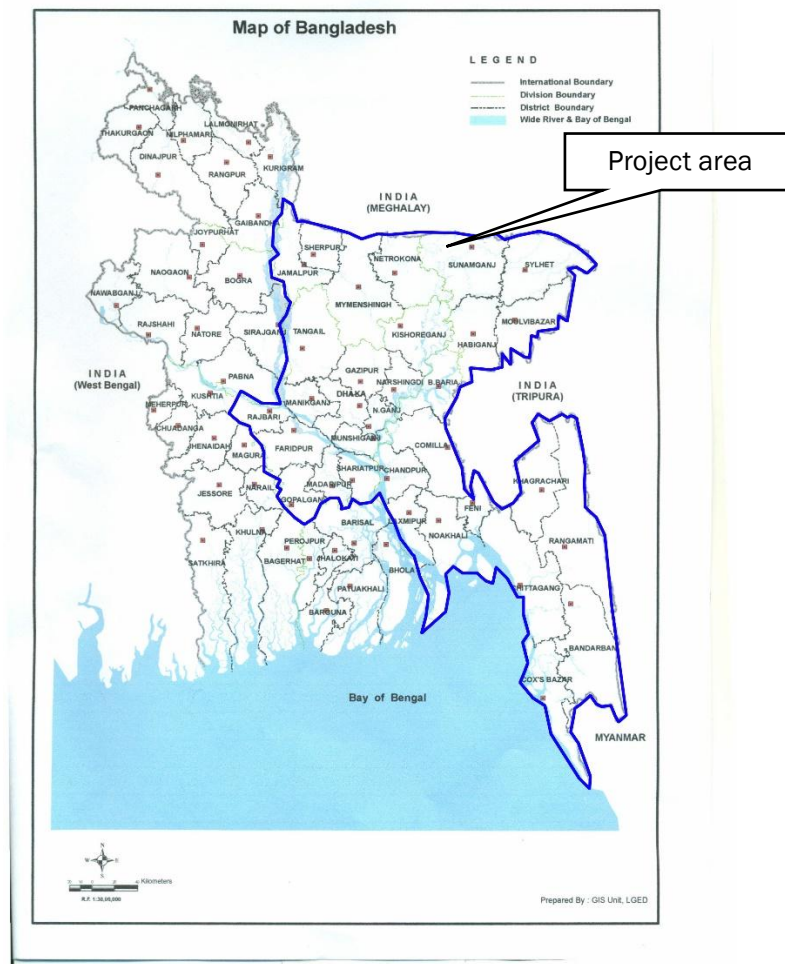 Map of Bangladesh
L E G E N D
International Boundary
Division Boundary
District Boundary
Wide River & Bay of Bengal
Project area
PANCHAGARH
THAKURGAON
NILPHAMARI
LALMONIRHAT
DINAJPUR
RANGPUR
KURIGRAM
INDIA
(MEGHALAY)
GAIBANDHA
JOYPURHAT
SHERPUR
NETROKONA
SUNAMGANJ
SYLHET
JAMALPUR
NAOGAON
BOGRA
MYMENSHINGH
NAWABGANJ
MOULVIBAZAR
RAJSHAHI
NATORE
SIRAJGANJ
TANGAIL
KISHOREGANJ
HABIGANJ
INDIA
(West Bengal)
PABNA
GAZIPUR
NARSHINGDI
B.BARIA
INDIA
(TRIPURA)
KUSHTIA
MANIKGANJ
DHAKA
MEHERPUR
RAJBARI
N.GANJ
CHUADANGA
JHENAIDAH
MAGURA
FARIDPUR
MUNSHIGANJ
COMILLA
SHARIATPUR
CHANDPUR
KHAGRACHARI
JESSORE
NARAIL
MADARIPUR
GOPALGANJ
FENI
BARISAL
LAXMIPUR
NOAKHALI
RANGAMATI
SATKHIRA
KHULNA
PEROJPUR
BAGERHAT
JHALOKATI
BHOLA
PATUAKHALI
CHITTAGANG
BARGUNA
BANDARBAN
COX'S BAZAR
Bay of Bengal
MYANMAR
N
W E
S
Kilometers
Prepared By : GIS Unit, LGED